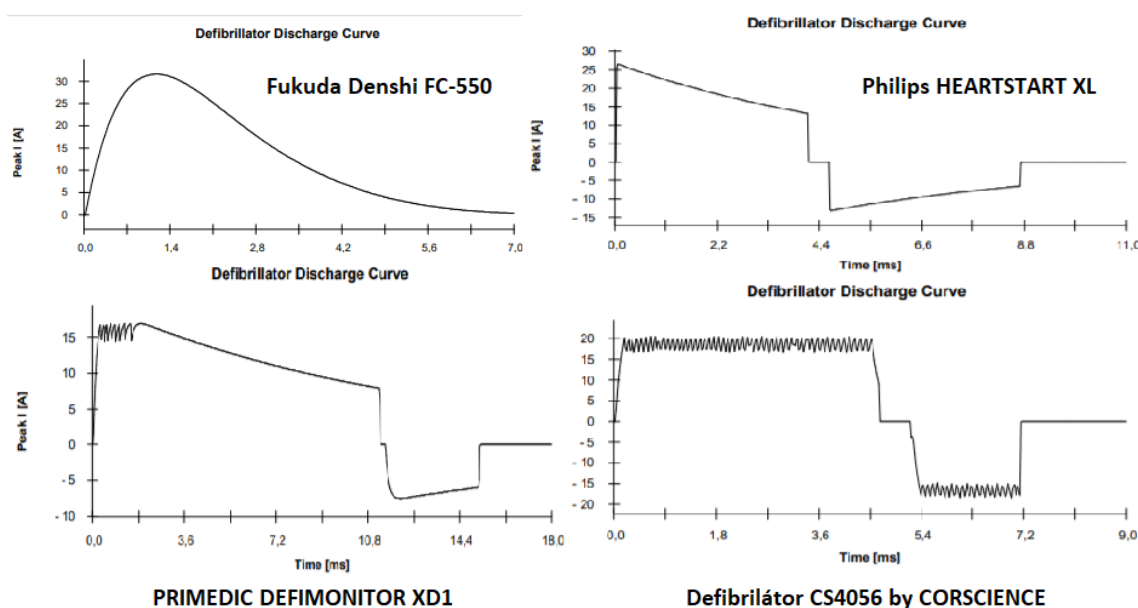 Defibrillator Discharge Curve
Fukuda Denshi FC-550
Peak I [A]
30
25
20
15
10
5
0
0,0 1,4 2,8 4,2 5,6 7,0
Defibrillator Discharge Curve
Philips HEARTSTART XL
Peak I [A]
30
25
20
15
10
5
0
- 5
- 10
- 15
0,0 2,2 4,4 6,6 8,8 11,0
Time [ms]
Defibrillator Discharge Curve
Peak I [A]
15
10
5
0
- 5
- 10
0,0 3,6 7,2 10,8 14,4 18,0
Time [ms]
PRIMEDIC DEFIMONITOR XD1
Defibrillator Discharge Curve
Peak I [A]
20
15
10
5
0
- 5
- 10
- 15
- 20
0,0 1,8 3,6 5,4 7,2 9,0
Time [ms]
Defibrilátor CS4056 by CORSCIENCE